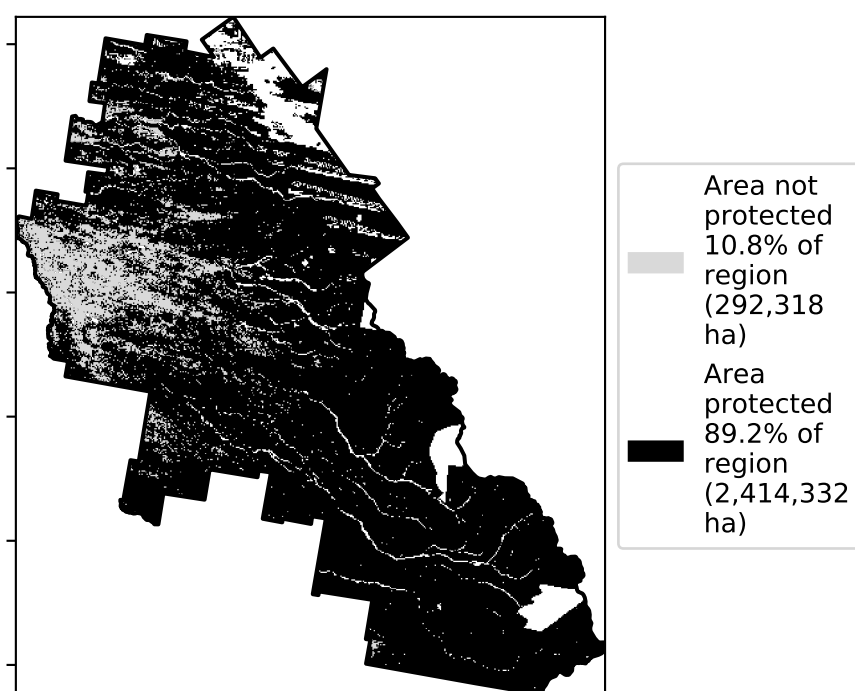 Area not
protected
10.8% of
region
(292,318
ha)
Area
protected
89.2% of
region
(2,414,332
ha)